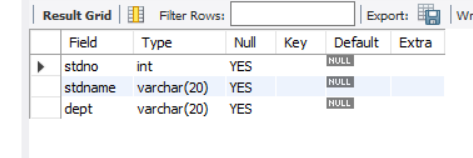 Result Grid Filter Rows: Export: Wr
Field Type Null Key Default Extra
stdno int YES NULL
stdname varchar(20) YES NULL
dept varchar(20) YES NULL